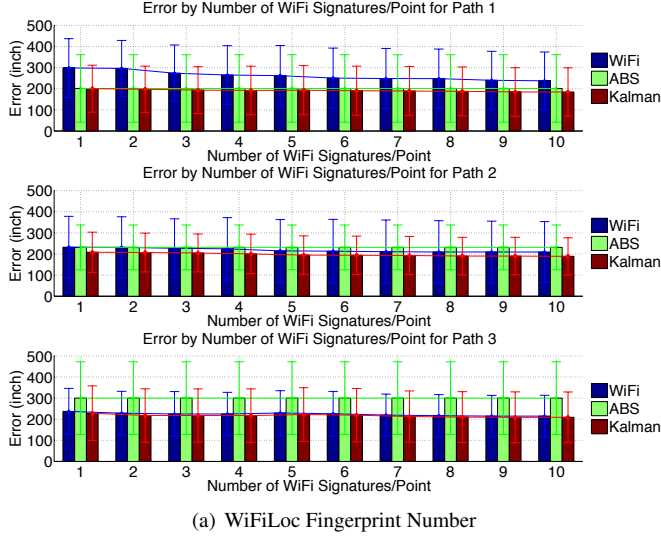 Error by Number of WiFi Signatures/Point for Path 1
500
400
300
200
100
0
Error (inch)
1 2 3 4 5 6 7 8 9 10
Number of WiFi Signatures/Point
WiFi
ABS
Kalman
Error by Number of WiFi Signatures/Point for Path 2
500
400
300
200
100
0
Error (inch)
1 2 3 4 5 6 7 8 9 10
Number of WiFi Signatures/Point
WiFi
ABS
Kalman
Error by Number of WiFi Signatures/Point for Path 3
500
400
300
200
100
0
Error (inch)
1 2 3 4 5 6 7 8 9 10
Number of WiFi Signatures/Point
WiFi
ABS
Kalman
(a) WiFiLoc Fingerprint Number